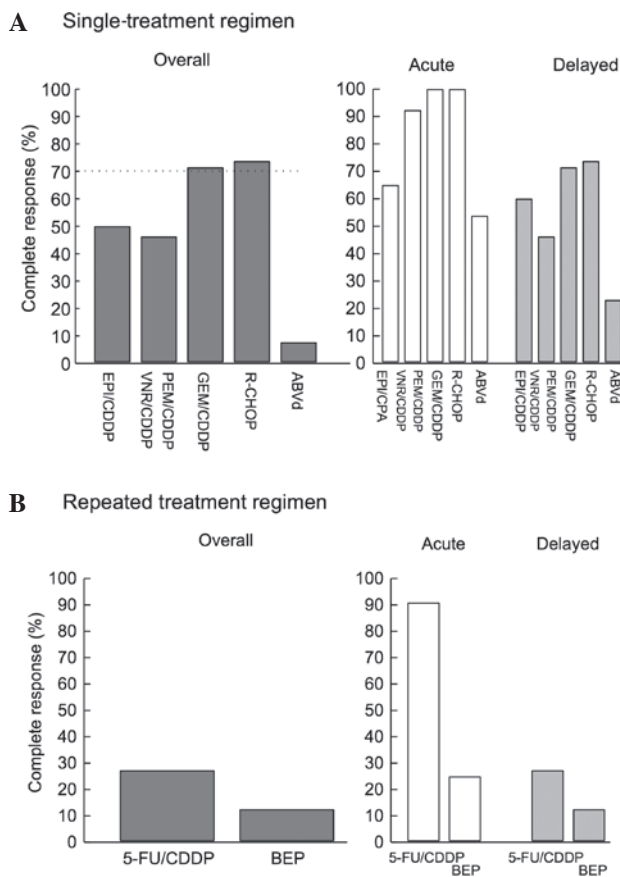 A Single-treatment regimen
Overall
Complete response (%)
100
90
80
70
60
50
40
30
20
10
0
EPI/CDDP
VNR/CDDP
PEM/CDDP
GEM/CDDP
R-CHOP
ABVd
Acute
Delayed
100
90
80
70
60
50
40
30
20
10
0
EPI/CPA
VNR/CDDP
PEM/CDDP
GEM/CDDP
R-CHOP
ABVd
EPI/CDDP
VNR/CDDP
PEM/CDDP
GEM/CDDP
R-CHOP
ABVd
B Repeated treatment regimen
Overall
Complete response (%)
100
90
80
70
60
50
40
30
20
10
0
5-FU/CDDP
BEP
Acute
Delayed
100
90
80
70
60
50
40
30
20
10
0
5-FU/CDDP
BEP
5-FU/CDDP
BEP